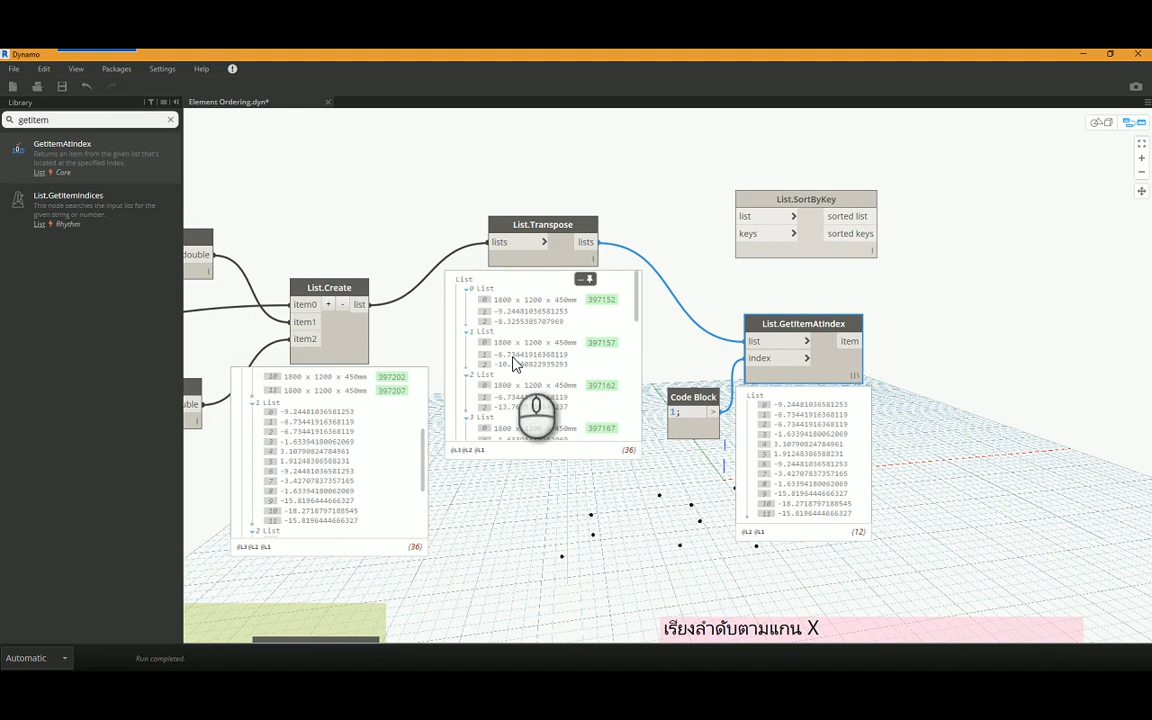 Dynamo
File Edit View Packages Settings Help
Library
Element Ordering.dyn*
getitem
GetItemAtIndex
Returns an item from the given list that's
located at the specified index.
List Core
List.GetItemIndices
This node searches the input list for the
given string or number.
List Rhythm
double
List.Create
item0 + - list
item1
item2
uble
10 1800 x 1200 x 450mm 397202
11 1800 x 1200 x 450mm 397207
1 List
0 -9.24481036581253
1 -6.73441916368119
2 -6.73441916368119
3 -1.63394180062069
4 3.10790824784961
5 1.91248386588231
6 -9.24481036581253
7 -3.42707837357165
8 -1.63394180062069
9 -15.8196444666327
10 -18.2718797188545
11 -15.8196444666327
2 List
@L3 @L2 @L1 {36}
List.Transpose
lists > lists
List
0 List
0 1800 x 1200 x 450mm 397152
1 -9.24481036581253
2 -8.3255385707969
1 List
0 1800 x 1200 x 450mm 397157
1 -6.73441916368119
2 List
0 1800 x 1200 x 450mm 397162
3 List
397167
@L3 @L2 @L1 {36}
List.SortByKey
list > sorted list
keys > sorted keys
List.GetItemAtIndex
list > item
index >
Code Block
1; >
List
0 -9.24481036581253
1 -6.73441916368119
2 -6.73441916368119
3 -1.63394180062069
4 3.10790824784961
5 1.91248386588231
6 -9.24481036581253
7 -3.42707837357165
8 -1.63394180062069
9 -15.8196444666327
10 -18.2718797188545
11 -15.8196444666327
@L2 @L1 {12}
เรียงลำดับตามแกน X
Automatic
Run completed.